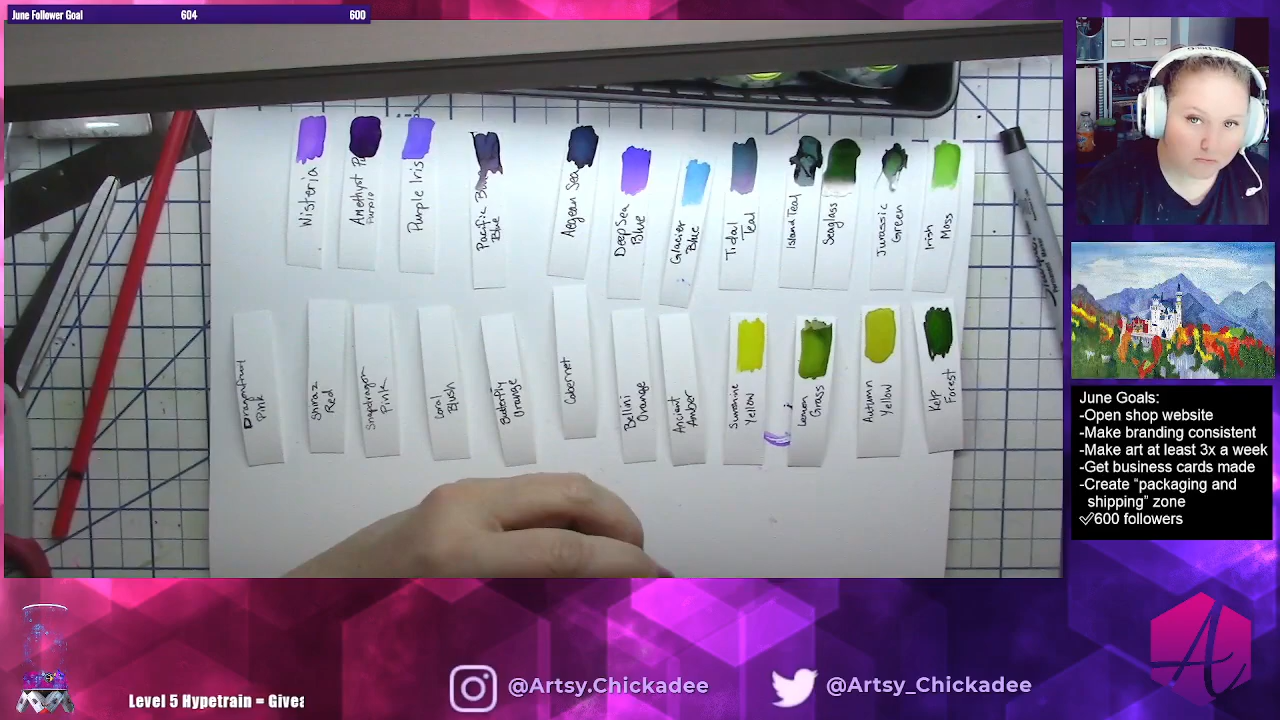 June Follower Goal 604 600
Wisteria
Amethyst
Purple
Purple Iris
Pacific
Blue
Aegean Sea
Deep Sea
Blue
Glacier
Blue
Tidal
Teal
Island Teal
Seaglass
Jurassic
Green
Irish
Moss
Dragonfruit
Pink
Shiraz
Red
Snapdragon
Pink
Coral
Blush
Butterfly
Orange
Cabernet
Bellini
Orange
Ancient
Amber
Sunshine
Yellow
Lemon
Grass
Autumn
Yellow
Kelp
Forest
June Goals:
-Open shop website
-Make branding consistent
-Make art at least 3x a week
-Get business cards made
-Create "packaging and
shipping" zone
✓600 followers
Level 5 Hypetrain = Givea
@Artsy.Chickadee
@Artsy_Chickadee
A